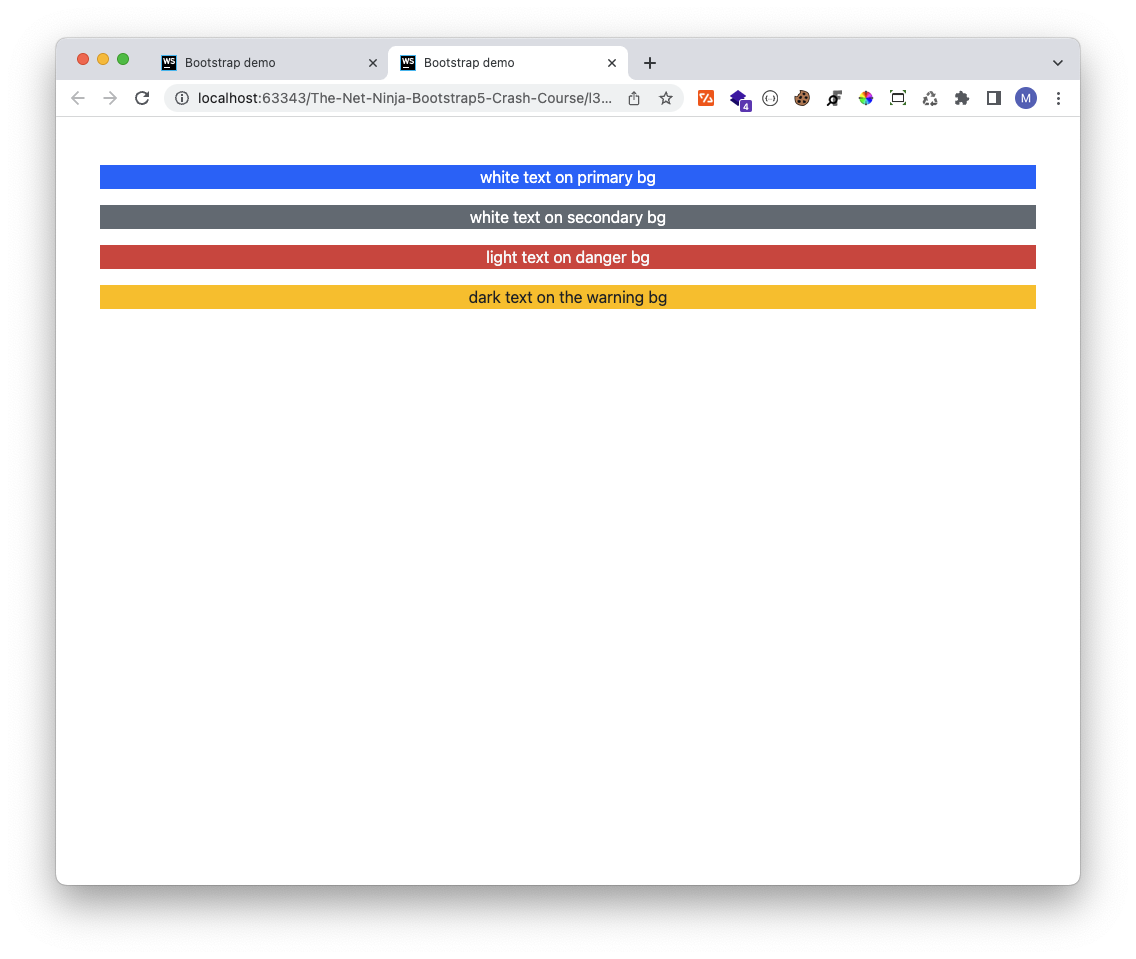 WS Bootstrap demo WS Bootstrap demo
localhost:63343/The-Net-Ninja-Bootstrap5-Crash-Course/l3... 4 M
white text on primary bg
white text on secondary bg
light text on danger bg
dark text on the warning bg